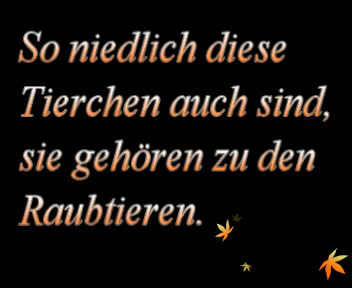 So niedlich diese
Tierchen auch sind,
sie gehören zu den
Raubtieren.